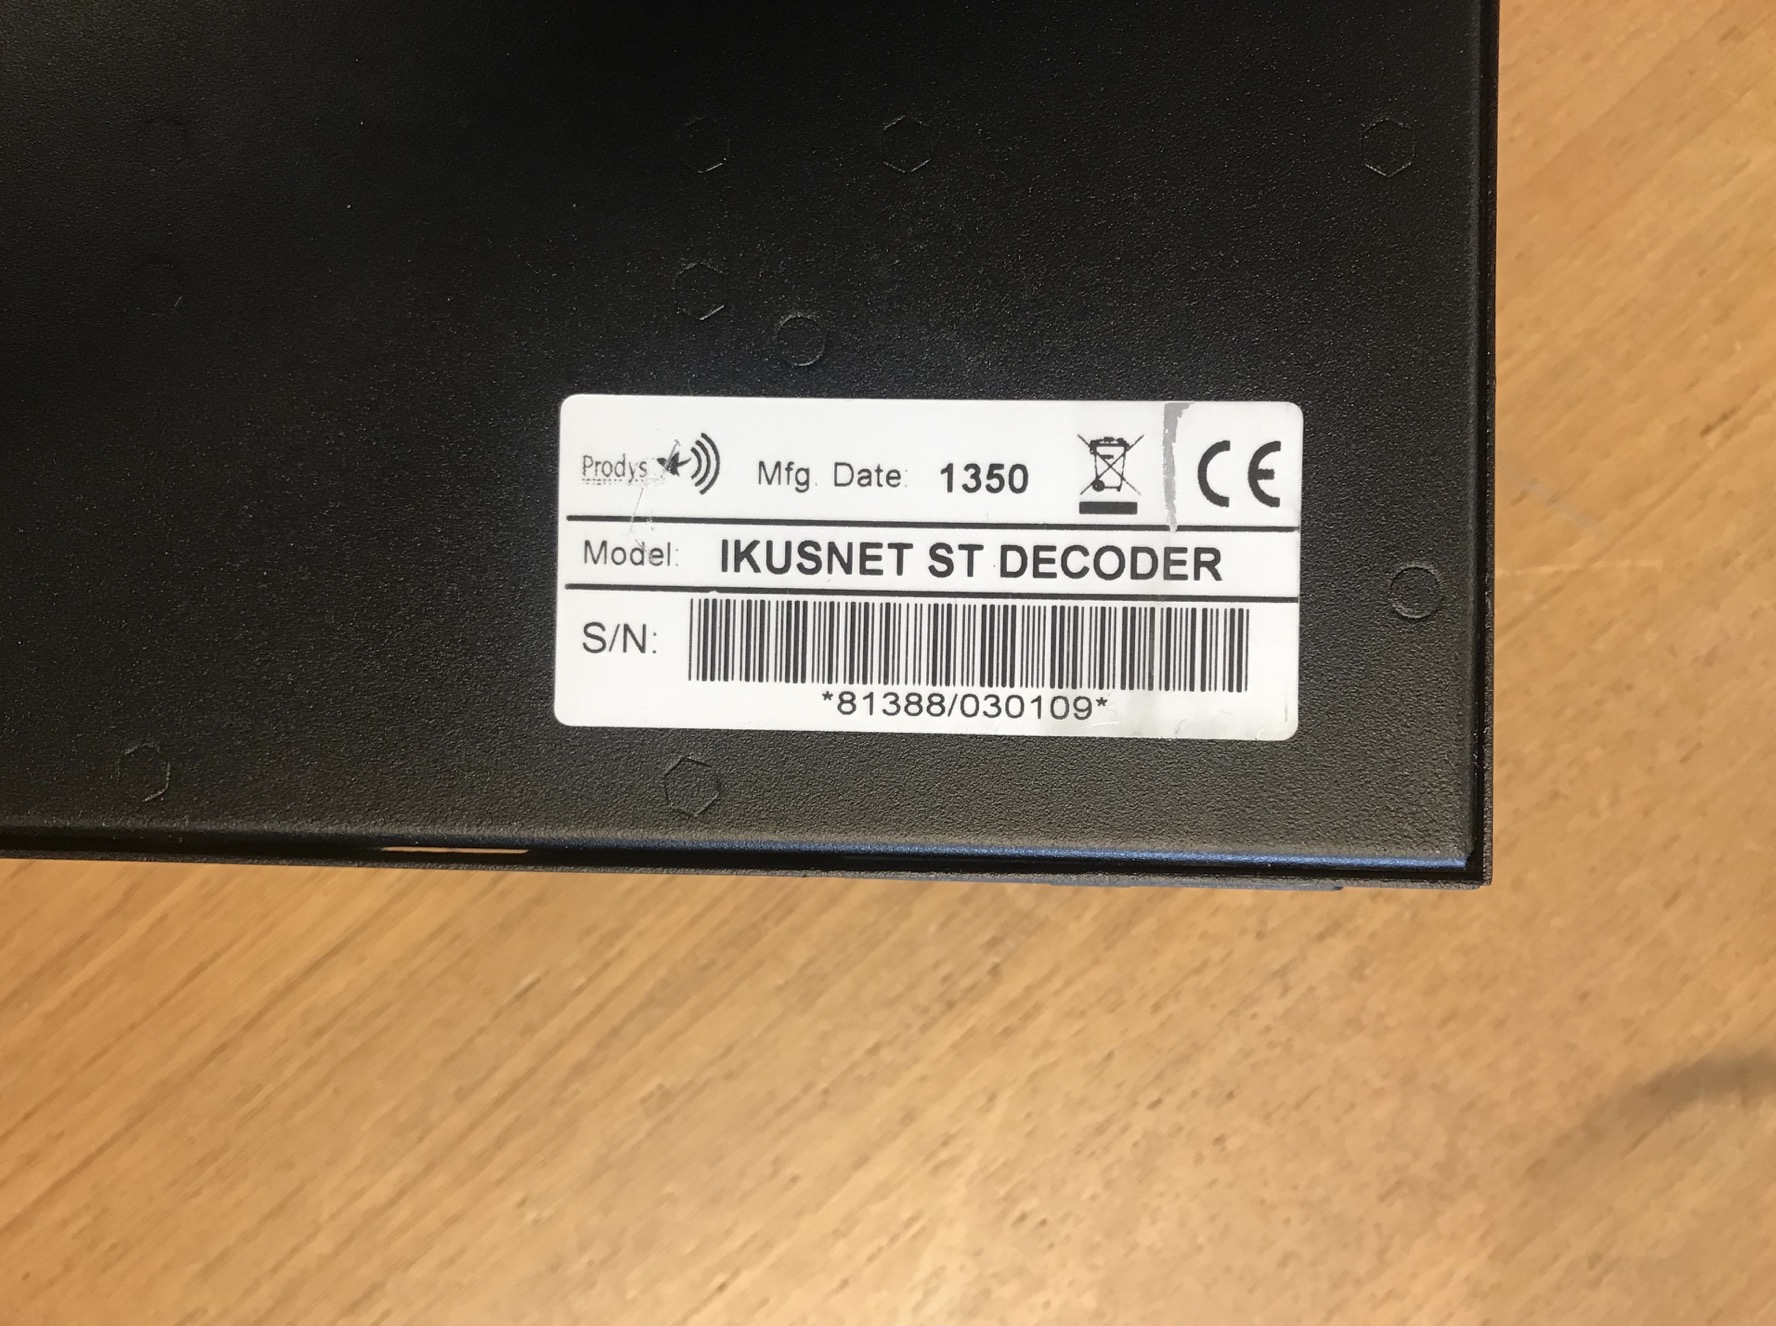 Prodys Mfg. Date: 1350 CE
Model: IKUSNET ST DECODER
S/N:
*81388/030109*